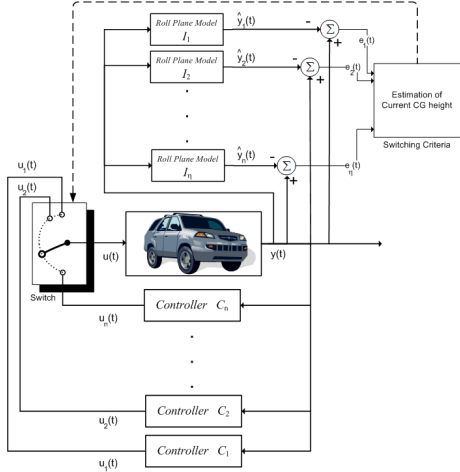 Roll Plane Model
I₁
ŷ₁(t)
-
Σ
+
e₁(t)
Roll Plane Model
I₂
ŷ₂(t)
-
Σ
+
e₂(t)
Estimation of
Current CG height
Switching Criteria
Roll Plane Model
Iη
ŷₙ(t)
-
Σ
+
eη(t)
u₁(t)
u₂(t)
Switch
u(t)
y(t)
uₙ(t)
Controller Cₙ
Controller C₂
u₂(t)
Controller C₁
u₁(t)